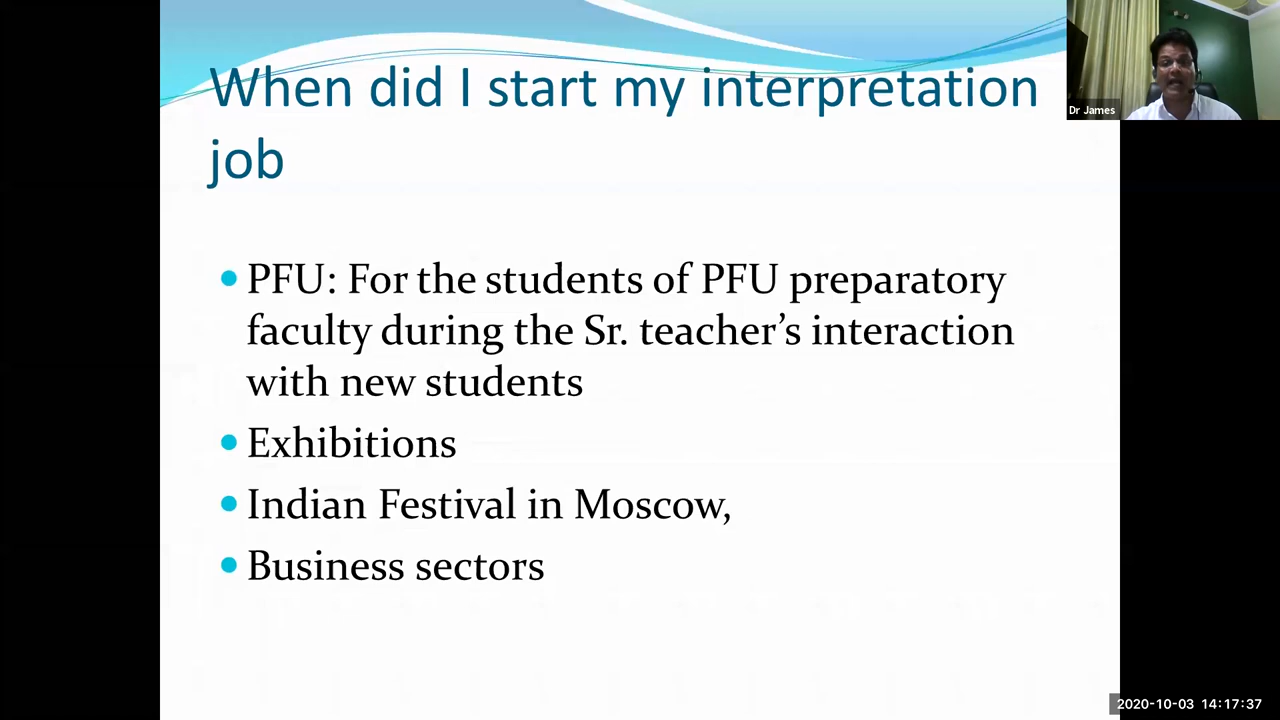 When did I start my interpretation
job
Dr James
PFU: For the students of PFU preparatory
faculty during the Sr. teacher’s interaction
with new students
Exhibitions
Indian Festival in Moscow,
Business sectors
2020-10-03 14:17:37